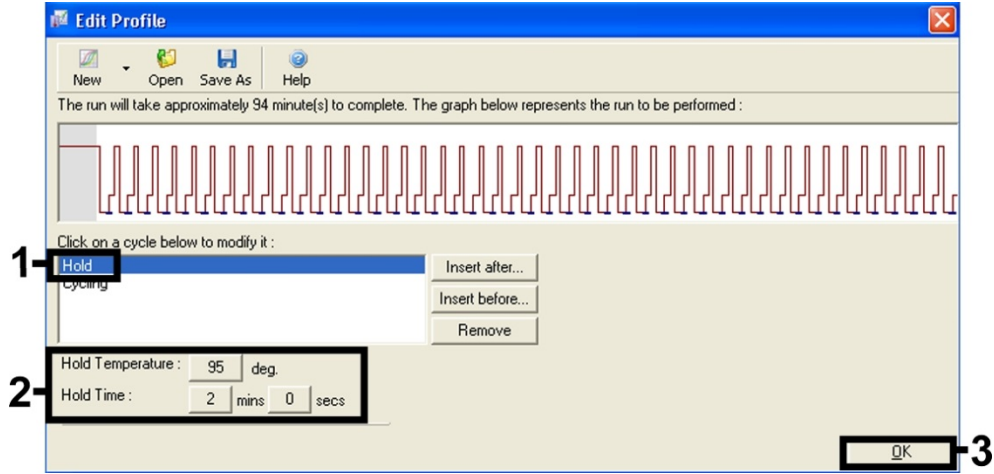 Edit Profile
New Open Save As Help
The run will take approximately 94 minute(s) to complete. The graph below represents the run to be performed :
Click on a cycle below to modify it :
1
Hold
Insert after...
Cycling
Insert before...
Remove
2
Hold Temperature : 95 deg.
Hold Time : 2 mins 0 secs
OK
3